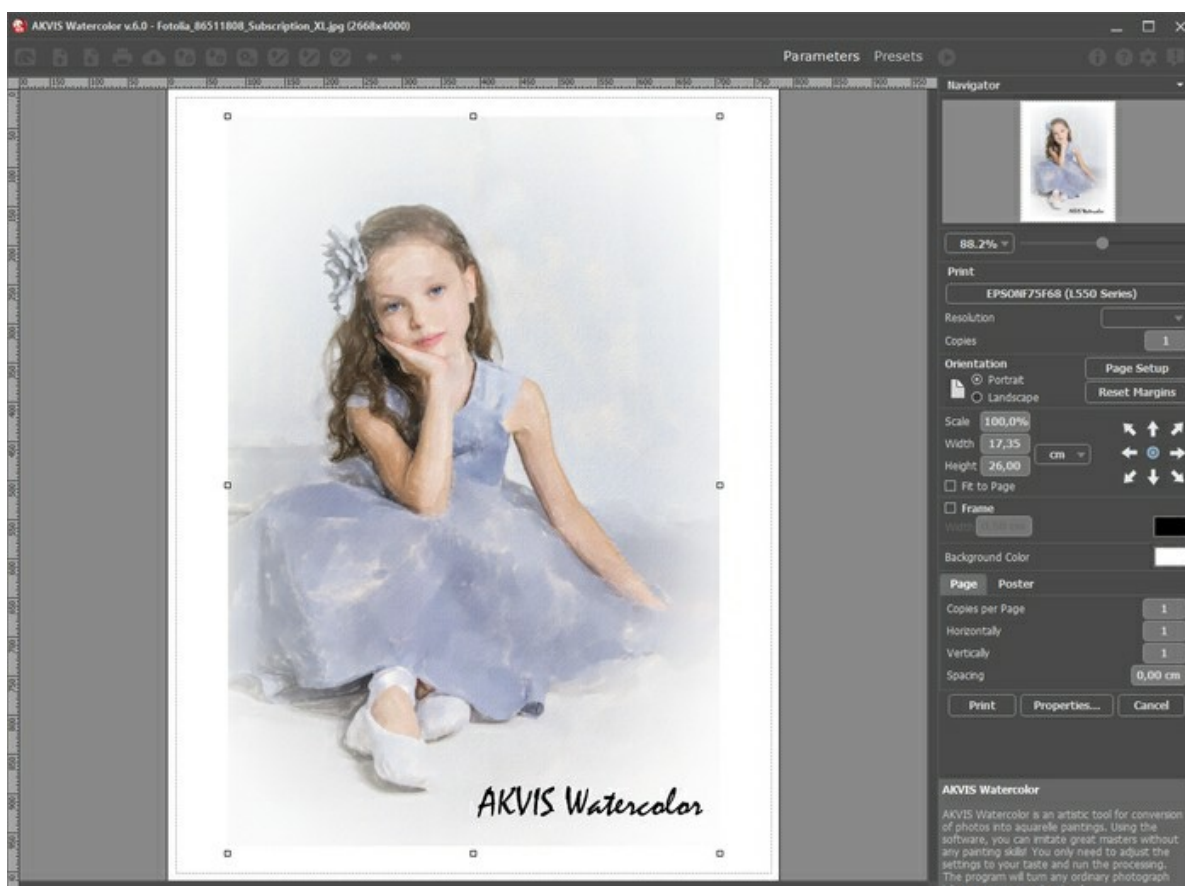 AKVIS Watercolor v.6.0 - Fotolia_86511808_Subscription_XL.jpg (2668x4000)
Parameters Presets
Navigator
AKVIS Watercolor
88.2%
Print
EPSONF75F68 (L550 Series)
Resolution
Copies 1
Orientation
Portrait
Landscape
Page Setup
Reset Margins
Scale 100,0%
Width 17,35
cm
Height 26,00
Fit to Page
Frame
Width 0,50 cm
Background Color
Page Poster
Copies per Page 1
Horizontally 1
Vertically 1
Spacing 0,00 cm
Print Properties... Cancel
AKVIS Watercolor
AKVIS Watercolor
AKVIS Watercolor is an artistic tool for conversion
of photos into aquarelle paintings. Using the
software, you can imitate great masters without
any painting skills! You only need to adjust the
settings to your taste and run the processing.
The program will turn any ordinary photograph